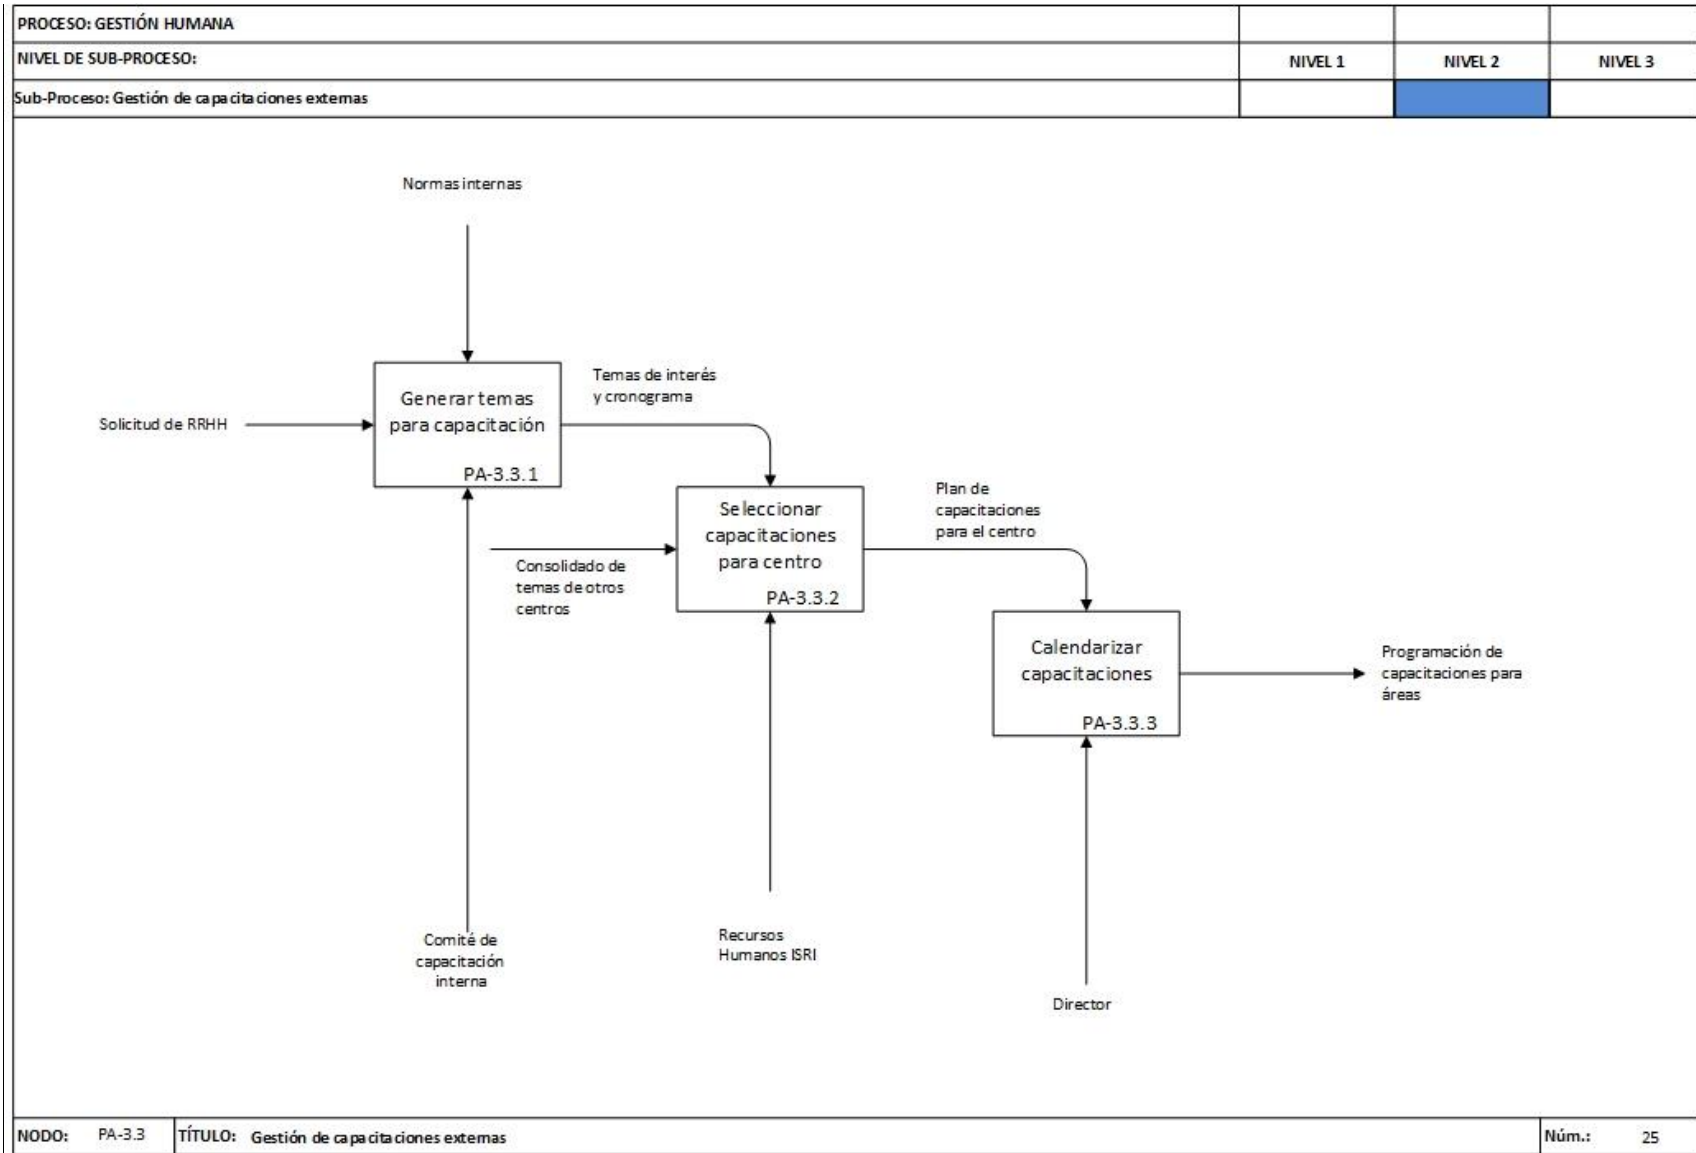 PROCESO: GESTIÓN HUMANA
NIVEL DE SUB-PROCESO:
NIVEL 1
NIVEL 2
NIVEL 3
Sub-Proceso: Gestión de capacitaciones externas
Normas internas
Solicitud de RRHH
Generar temas
para capacitación
PA-3.3.1
Temas de interés
y cronograma
Consolidado de
temas de otros
centros
Seleccionar
capacitaciones
para centro
PA-3.3.2
Plan de
capacitaciones
para el centro
Calendarizar
capacitaciones
PA-3.3.3
Programación de
capacitaciones para
áreas
Comité de
capacitación
interna
Recursos
Humanos ISRI
Director
NODO: PA-3.3
TÍTULO: Gestión de capacitaciones externas
Núm.: 25